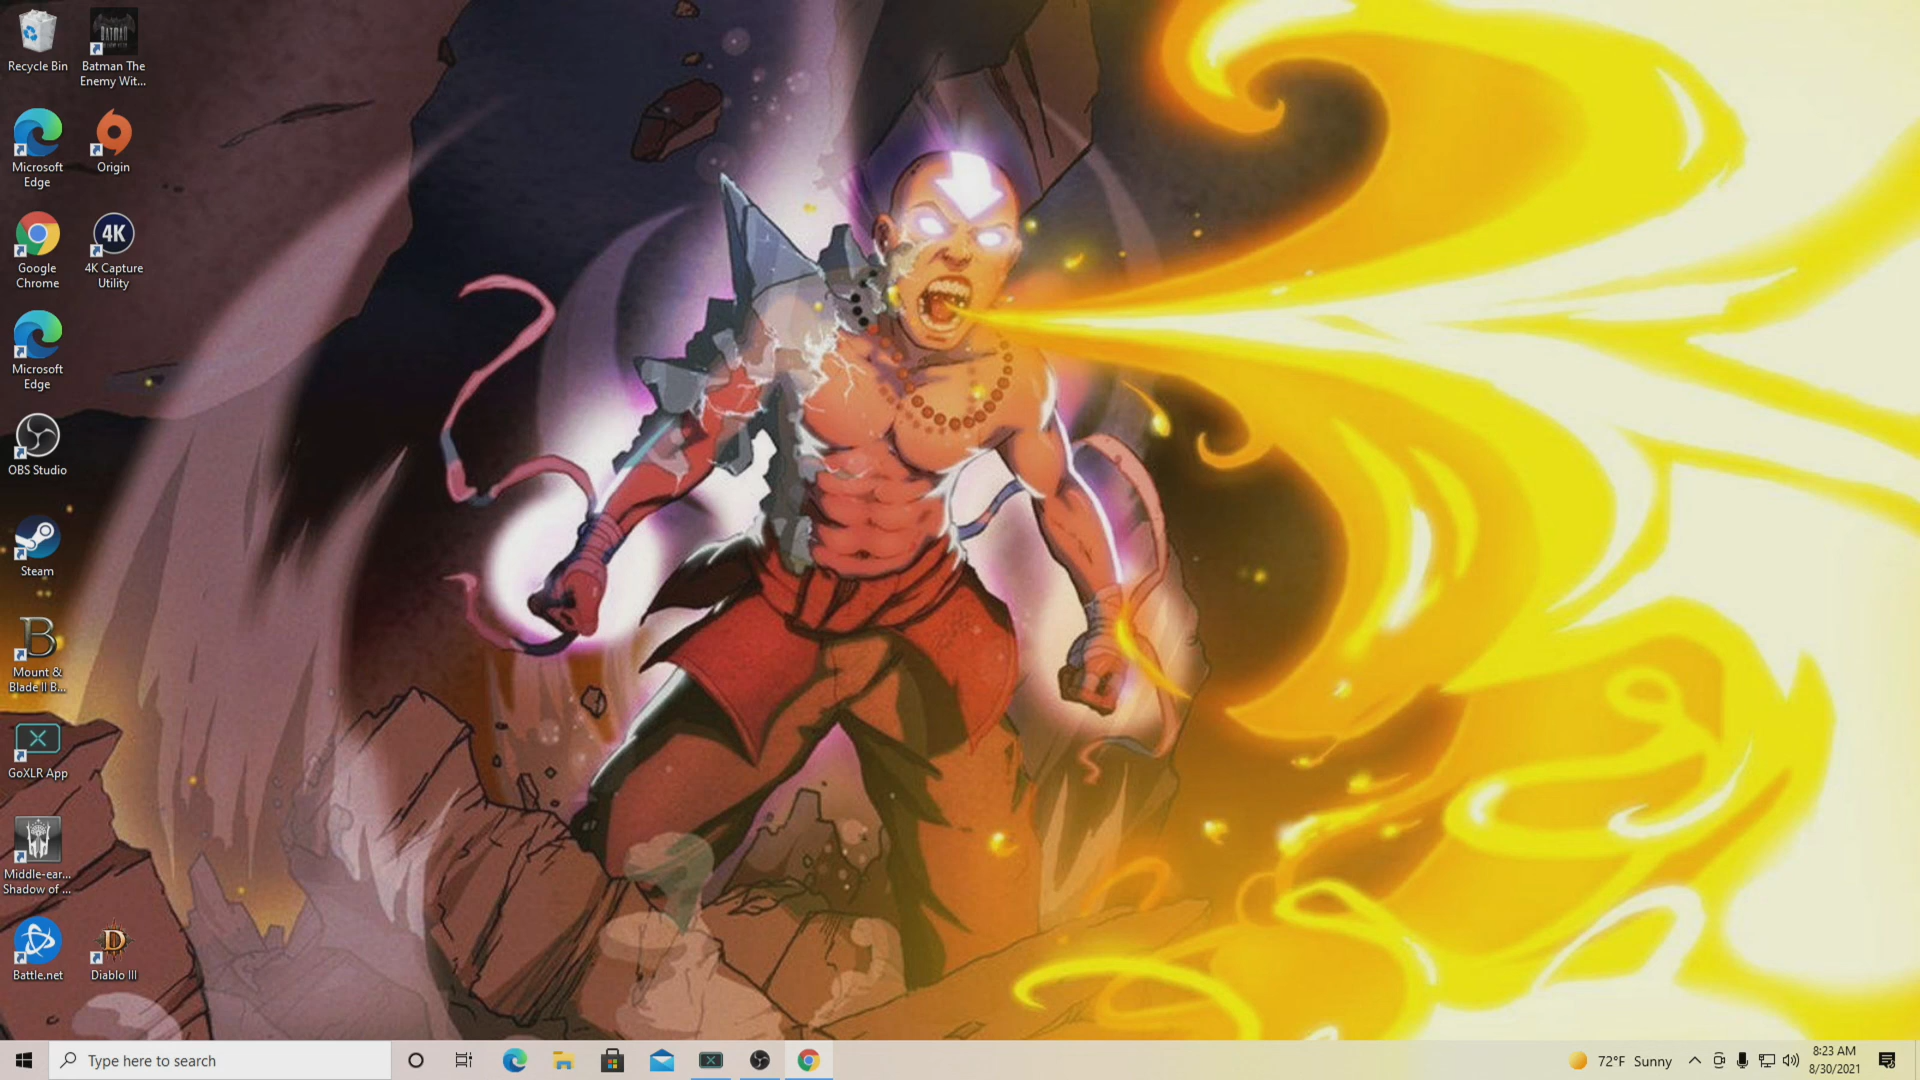 Recycle Bin
Batman The
Enemy Wit...
BATMAN
Microsoft
Edge
Origin
Google
Chrome
4K
4K Capture
Utility
Microsoft
Edge
OBS Studio
Steam
B
Mount &
Blade II B...
X
GoXLR App
Middle-ear...
Shadow of ...
Battle.net
D
Diablo III
Type here to search
72°F Sunny
8:23 AM
8/30/2021